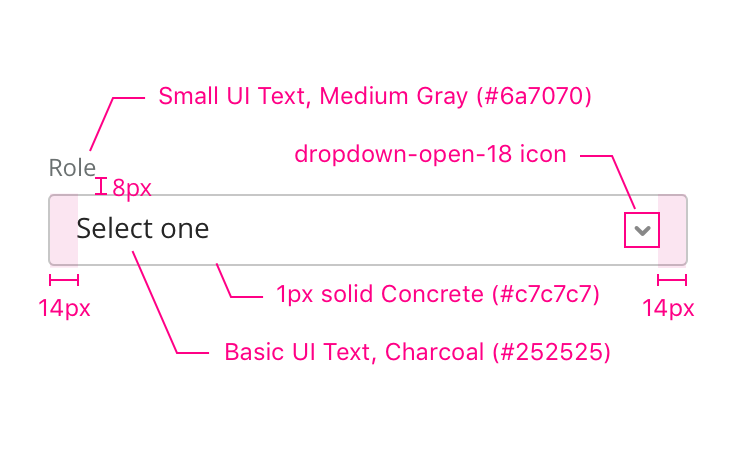 Small UI Text, Medium Gray (#6a7070)
dropdown-open-18 icon
Role
8px
Select one
14px
1px solid Concrete (#c7c7c7)
14px
Basic UI Text, Charcoal (#252525)